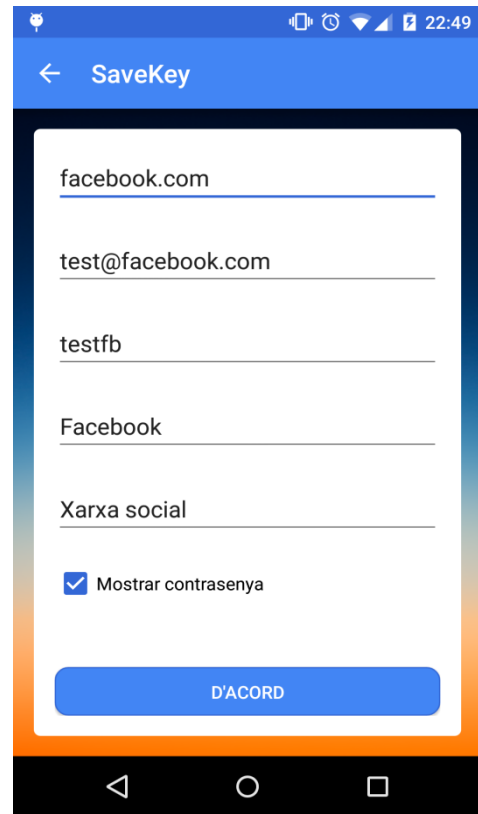 22:49
SaveKey
facebook.com
test@facebook.com
testfb
Facebook
Xarxa social
Mostrar contrasenya
D'ACORD